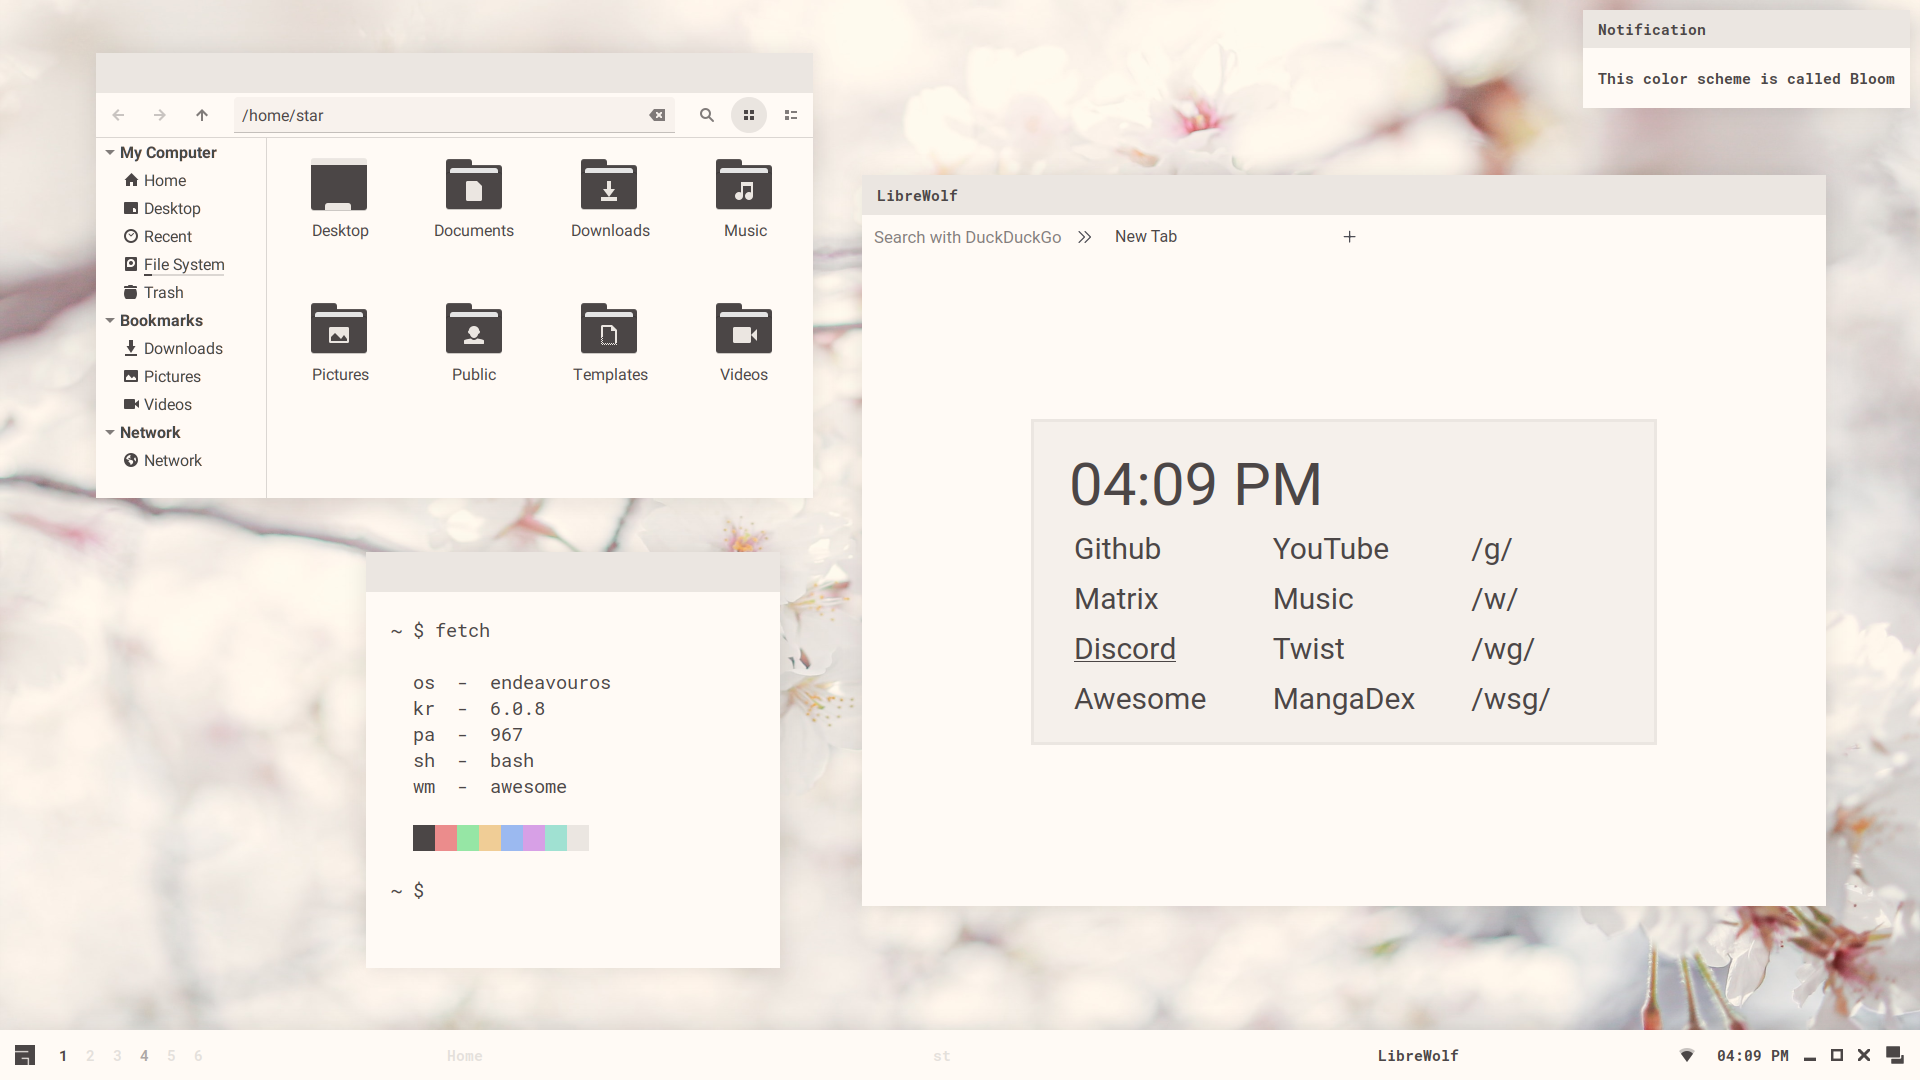 Notification
This color scheme is called Bloom
/home/star
My Computer
Home
Desktop
Recent
File System
Trash
Bookmarks
Downloads
Pictures
Videos
Network
Network
Desktop Documents Downloads Music
Pictures Public Templates Videos
LibreWolf
Search with DuckDuckGo New Tab
04:09 PM
Github YouTube /g/
Matrix Music /w/
Discord Twist /wg/
Awesome MangaDex /wsg/
~ $ fetch
os - endeavouros
kr - 6.0.8
pa - 967
sh - bash
wm - awesome
~ $
1 2 3 4 5 6 Home st LibreWolf 04:09 PM